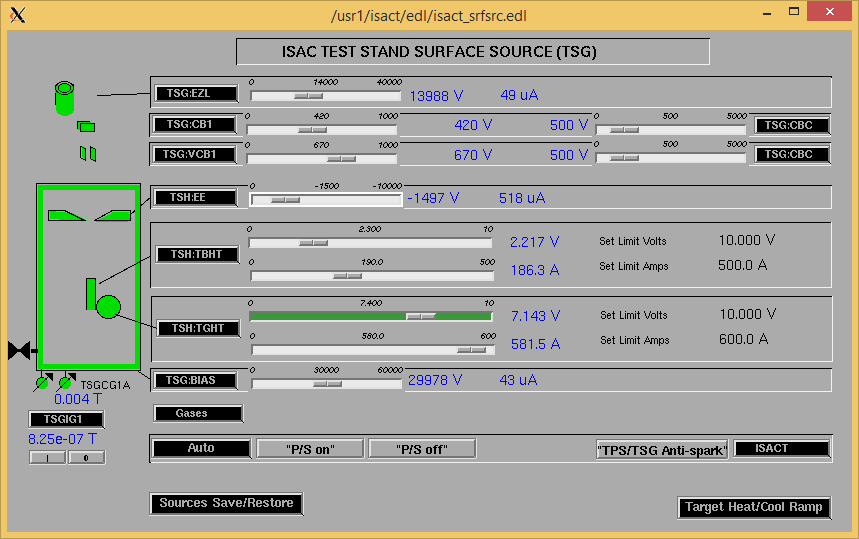 /usr1/isact/edl/isact_srfsrc.edl
ISAC TEST STAND SURFACE SOURCE (TSG)
0 14000 40000
TSG:EZL 13988 V 49 uA
0 420 1000 0 500 5000
TSG:CB1 420 V 500 V TSG:CBC
0 670 1000 0 500 5000
TSG:VCB1 670 V 500 V TSG:CBC
0 -1500 -10000
TSH:EE -1497 V 518 uA
0 2.300 10
2.217 V Set Limit Volts 10.000 V
TSH:TBHT
0 190.0 500
186.3 A Set Limit Amps 500.0 A
0 7.400 10
7.143 V Set Limit Volts 10.000 V
TSH:TGHT
0 580.0 600
581.5 A Set Limit Amps 600.0 A
0 30000 60000
TSG:BIAS 29978 V 43 uA
TSGCG1A
0.004 T
Gases
TSGIG1
8.25e-07 T
I 0
Auto "P/S on" "P/S off" "TPS/TSG Anti-spark" ISACT
Sources Save/Restore
Target Heat/Cool Ramp